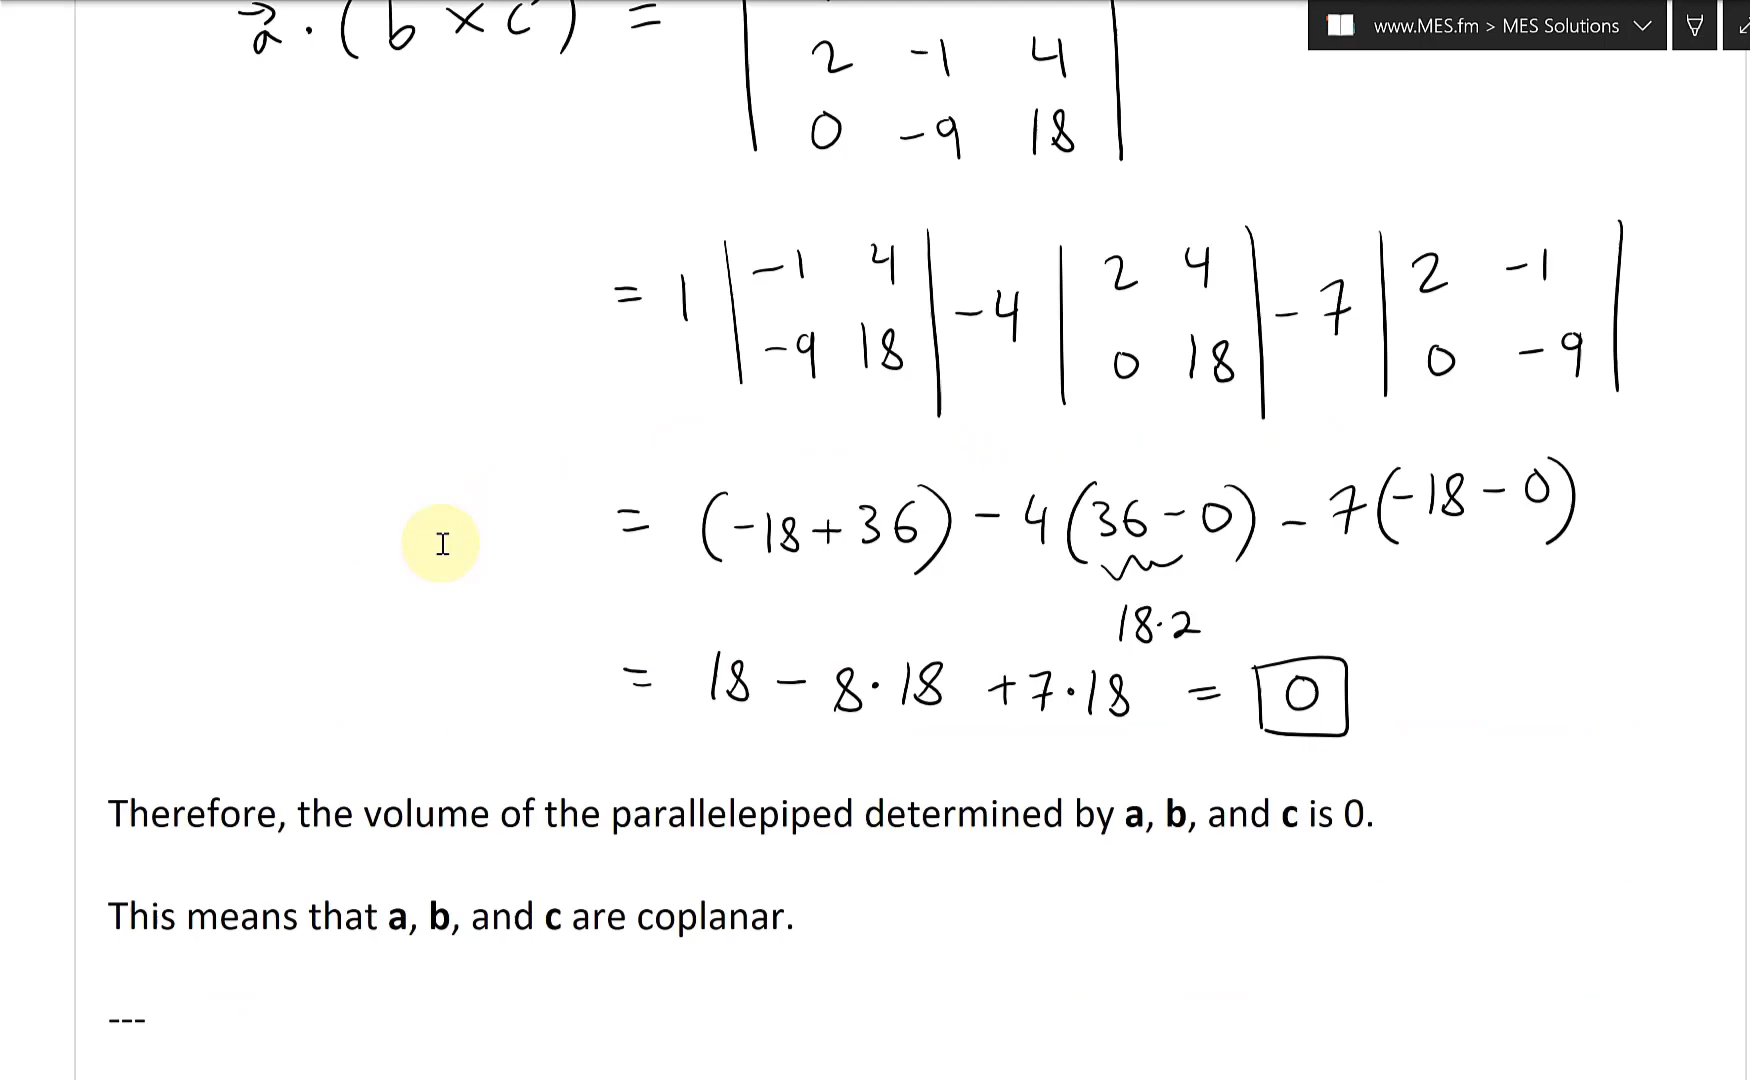 www.MES.fm > MES Solutions
a⃗ · (b × c) =
2 -1 4
0 -9 18
= 1 | -1 4 | - 4 | 2 4 | - 7 | 2 -1 |
| -9 18 | | 0 18 | | 0 -9 |
= (-18 + 36) - 4(36 - 0) - 7(-18 - 0)
18·2
= 18 - 8·18 + 7·18 = 0
Therefore, the volume of the parallelepiped determined by a, b, and c is 0.
This means that a, b, and c are coplanar.
---